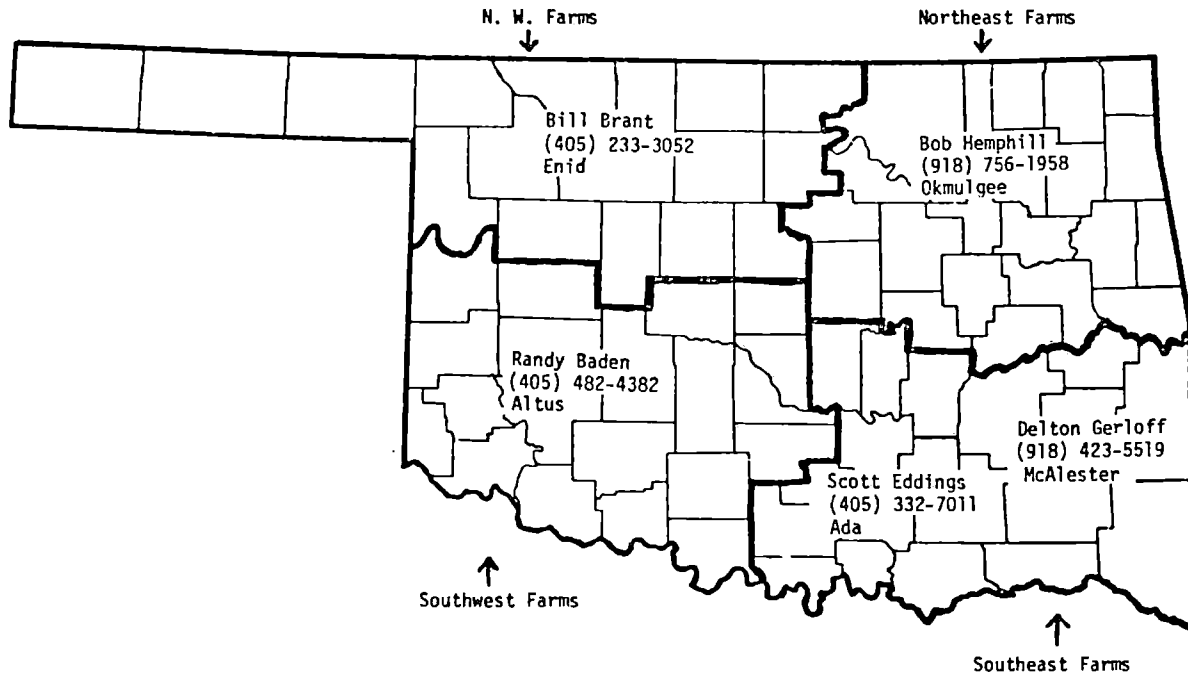 N. W. Farms
Northeast Farms
Bill Brant
(405) 233-3052
Enid
Bob Hemphill
(918) 756-1958
Okmulgee
Randy Baden
(405) 482-4382
Altus
Delton Gerloff
(918) 423-5519
McAlester
Scott Eddings
(405) 332-7011
Ada
Southwest Farms
Southeast Farms